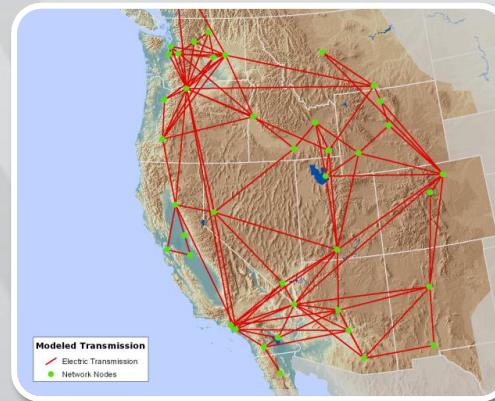 Modeled Transmission
Electric Transmission
Network Nodes